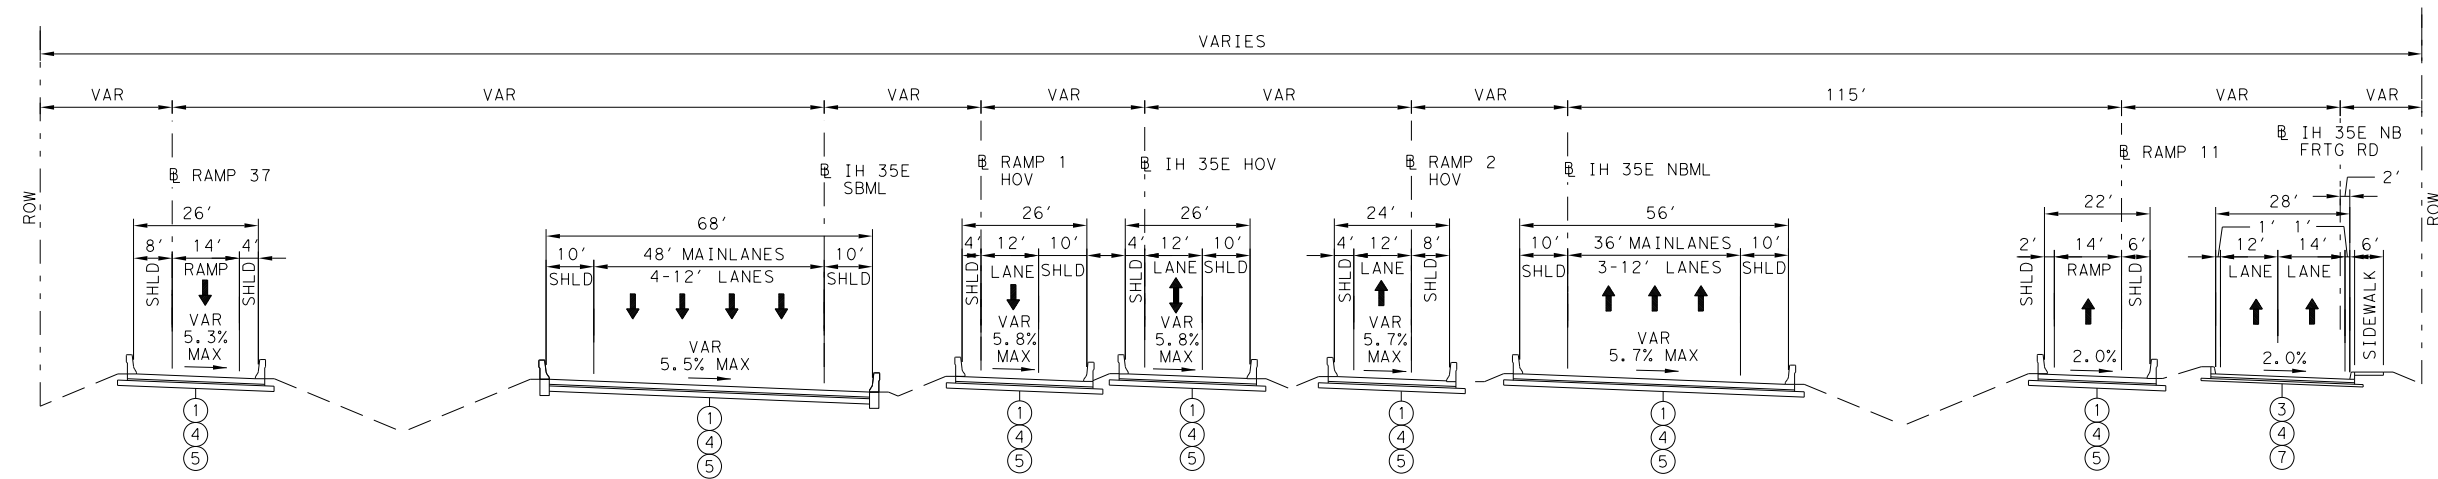 VARIES
VAR VAR VAR VAR VAR VAR 115' VAR VAR
ROW
℄ RAMP 37
26'
8' 14' 4'
SHLD
RAMP
SHLD
VAR
5.3%
MAX
1
4
5
IH 35E
SBML
68'
10' 48' MAINLANES 10'
SHLD 4-12' LANES SHLD
VAR
5.5% MAX
1
4
5
RAMP 1
HOV
26'
4' 12' 10'
SHLD
LANE
SHLD
VAR
5.8%
MAX
1
4
5
IH 35E HOV
26'
4' 12' 10'
SHLD
LANE
SHLD
VAR
5.8%
MAX
1
4
5
RAMP 2
HOV
24'
4' 12' 8'
SHLD
LANE
SHLD
VAR
5.7%
MAX
1
4
5
IH 35E NBML
56'
10' 36' MAINLANES 10'
SHLD 3-12' LANES SHLD
VAR
5.7% MAX
1
4
5
RAMP 11
22'
2' 14' 6'
SHLD
RAMP
SHLD
2.0%
1
4
5
IH 35E NB
FRTG RD
2'
28'
1' 1'
12' 14' 6'
LANE LANE
SIDEWALK
2.0%
3
4
7
ROW